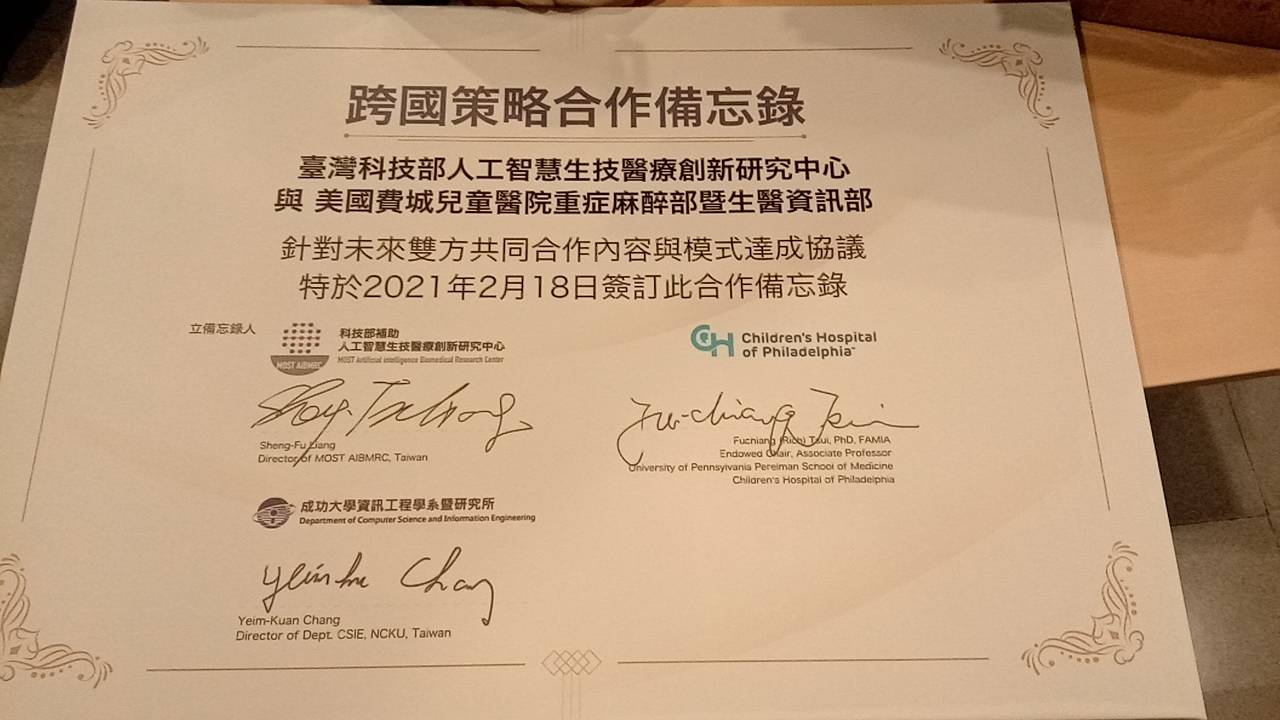 跨國策略合作備忘錄
臺灣科技部人工智慧生技醫療創新研究中心
與 美國費城兒童醫院重症麻醉部暨生醫資訊部
針對未來雙方共同合作內容與模式達成協議
特於2021年2月18日簽訂此合作備忘錄
立備忘錄人
科技部補助
人工智慧生技醫療創新研究中心
MOST Artificial Intelligence Biomedical Research Center
MOST AIBMRC
CH Children's Hospital
of Philadelphia
Sheng-Fu Liang
Director of MOST AIBMRC, Taiwan
Fu-chiang Tsui
Fuchiang (Rich) Tsui, PhD, FAMIA
Endowed Chair, Associate Professor
University of Pennsylvania Perelman School of Medicine
Children's Hospital of Philadelphia
成功大學資訊工程學系暨研究所
Department of Computer Science and Information Engineering
Yeim-Kuan Chang
Director of Dept. CSIE, NCKU, Taiwan